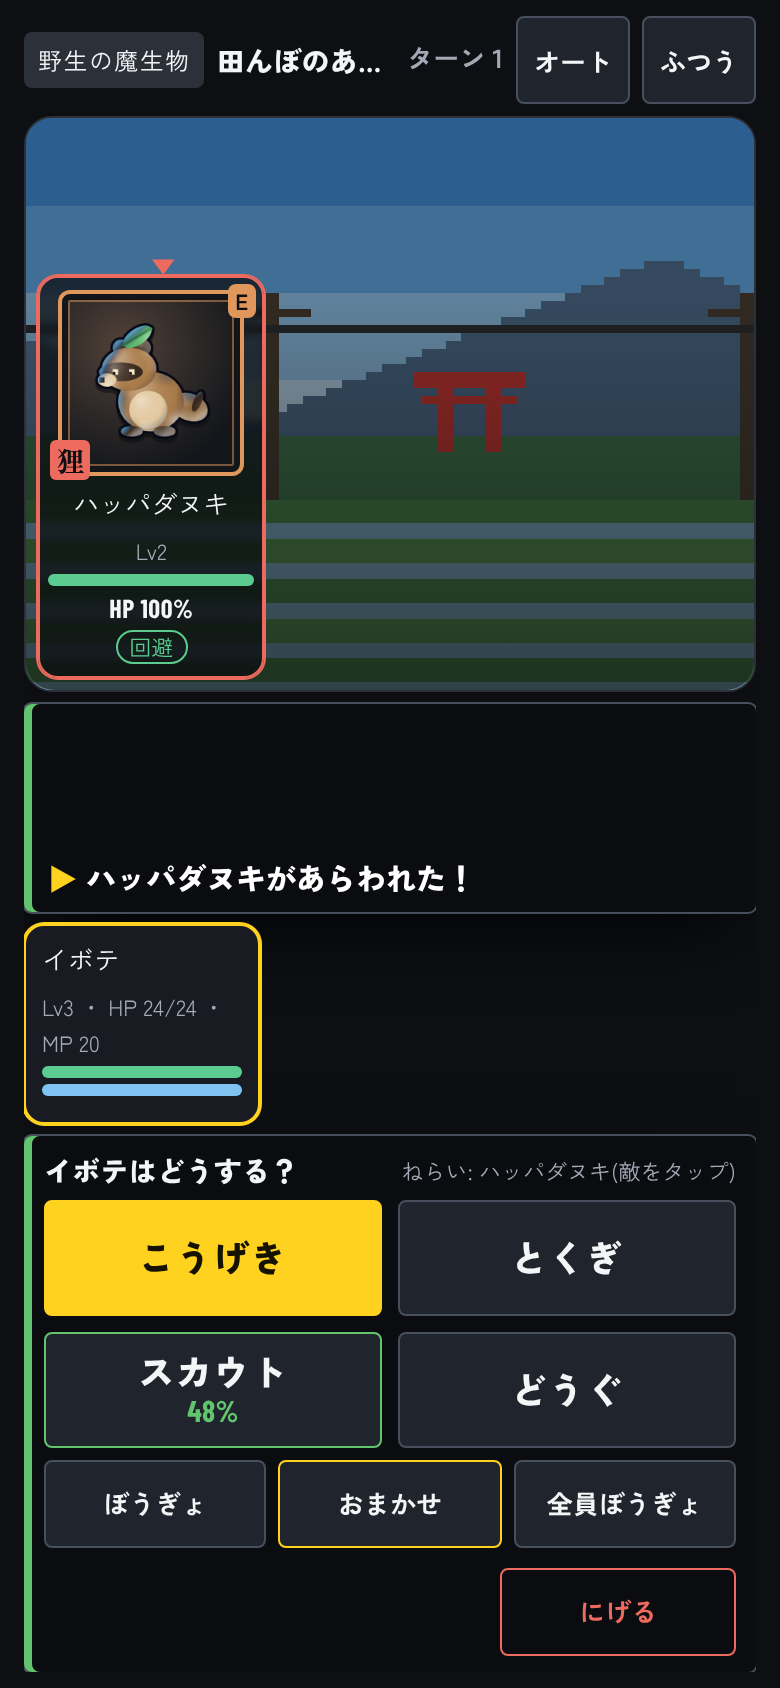 野生の魔生物 田んぼのあ... ターン 1 オート ふつう
E
狸
ハッパダヌキ
Lv2
HP 100%
回避
▶ ハッパダヌキがあらわれた！
イボテ
Lv3 ・ HP 24/24 ・
MP 20
イボテはどうする？ ねらい: ハッパダヌキ(敵をタップ)
こうげき とくぎ
スカウト
48%
どうぐ
ぼうぎょ おまかせ 全員ぼうぎょ
にげる